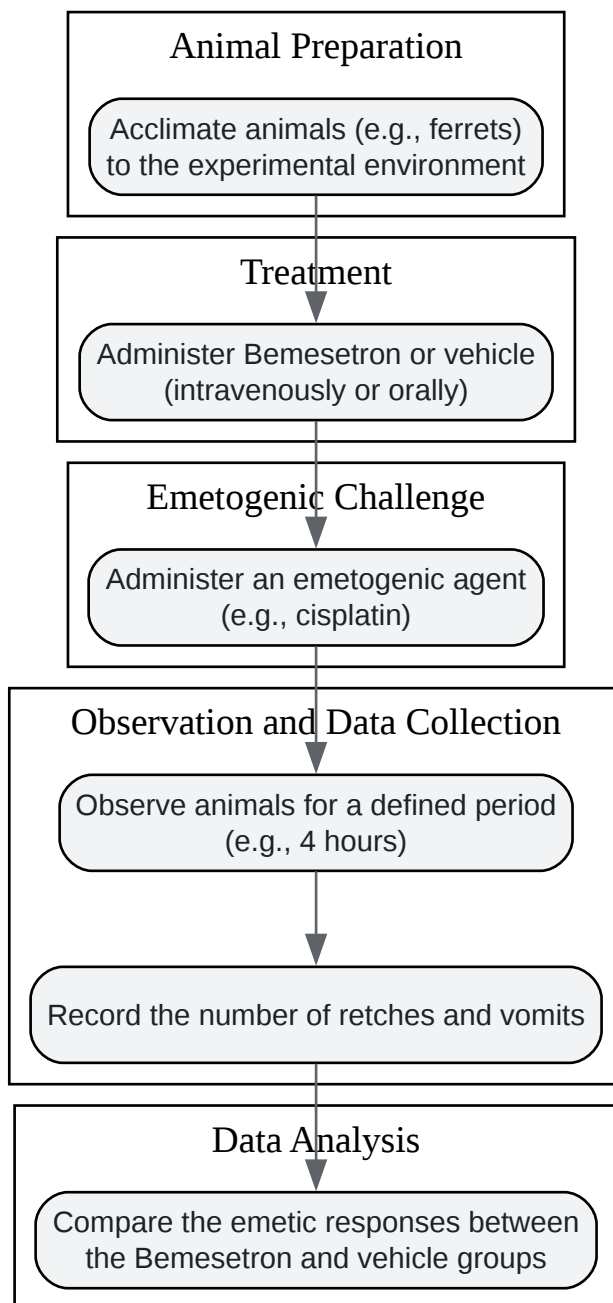 Animal Preparation
Acclimate animals (e.g., ferrets)
to the experimental environment
Treatment
Administer Bemesetron or vehicle
(intravenously or orally)
Emetogenic Challenge
Administer an emetogenic agent
(e.g., cisplatin)
Observation and Data Collection
Observe animals for a defined period
(e.g., 4 hours)
Record the number of retches and vomits
Data Analysis
Compare the emetic responses between
the Bemesetron and vehicle groups